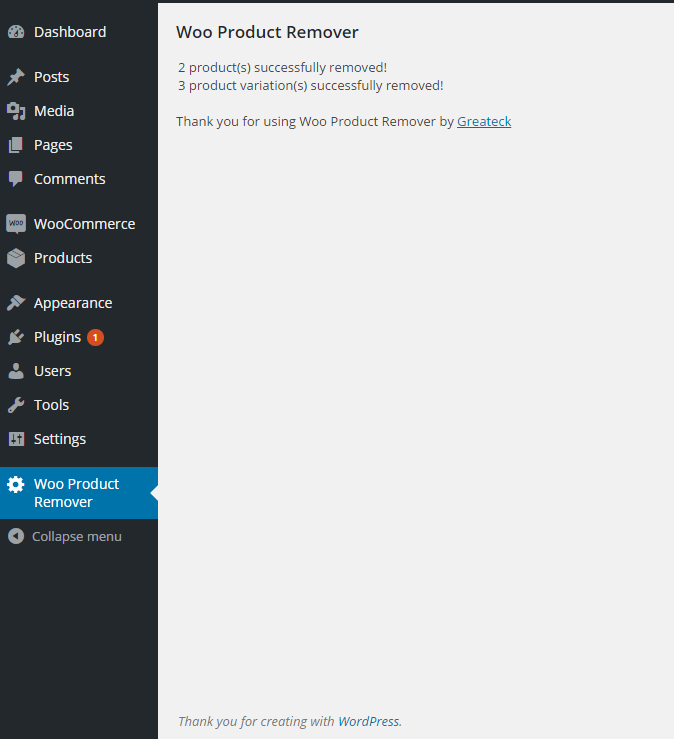 Dashboard
Posts
Media
Pages
Comments
Woo
WooCommerce
Products
Appearance
Plugins 1
Users
Tools
Settings
Woo Product
Remover
Collapse menu
Woo Product Remover
2 product(s) successfully removed!
3 product variation(s) successfully removed!
Thank you for using Woo Product Remover by Greateck
Thank you for creating with WordPress.